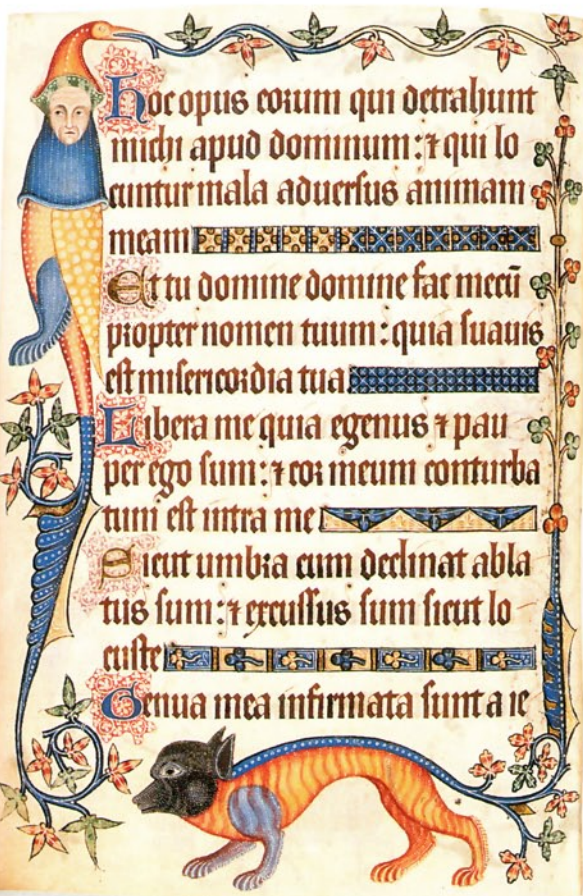 Hoc opus eorum qui detrahunt
michi apud dominum : ⁊ qui lo
cuntur mala adversus animam
meam
Et tu domine domine fac mecū
propter nomen tuum : quia suavis
est misericordia tua
Libera me quia egenus ⁊ pau
per ego sum : ⁊ cor meum conturba
tum est intra me
Sicut umbra cum declinat abla
tus sum : ⁊ excussus sum sicut lo
custe
Genua mea infirmata sunt a ie